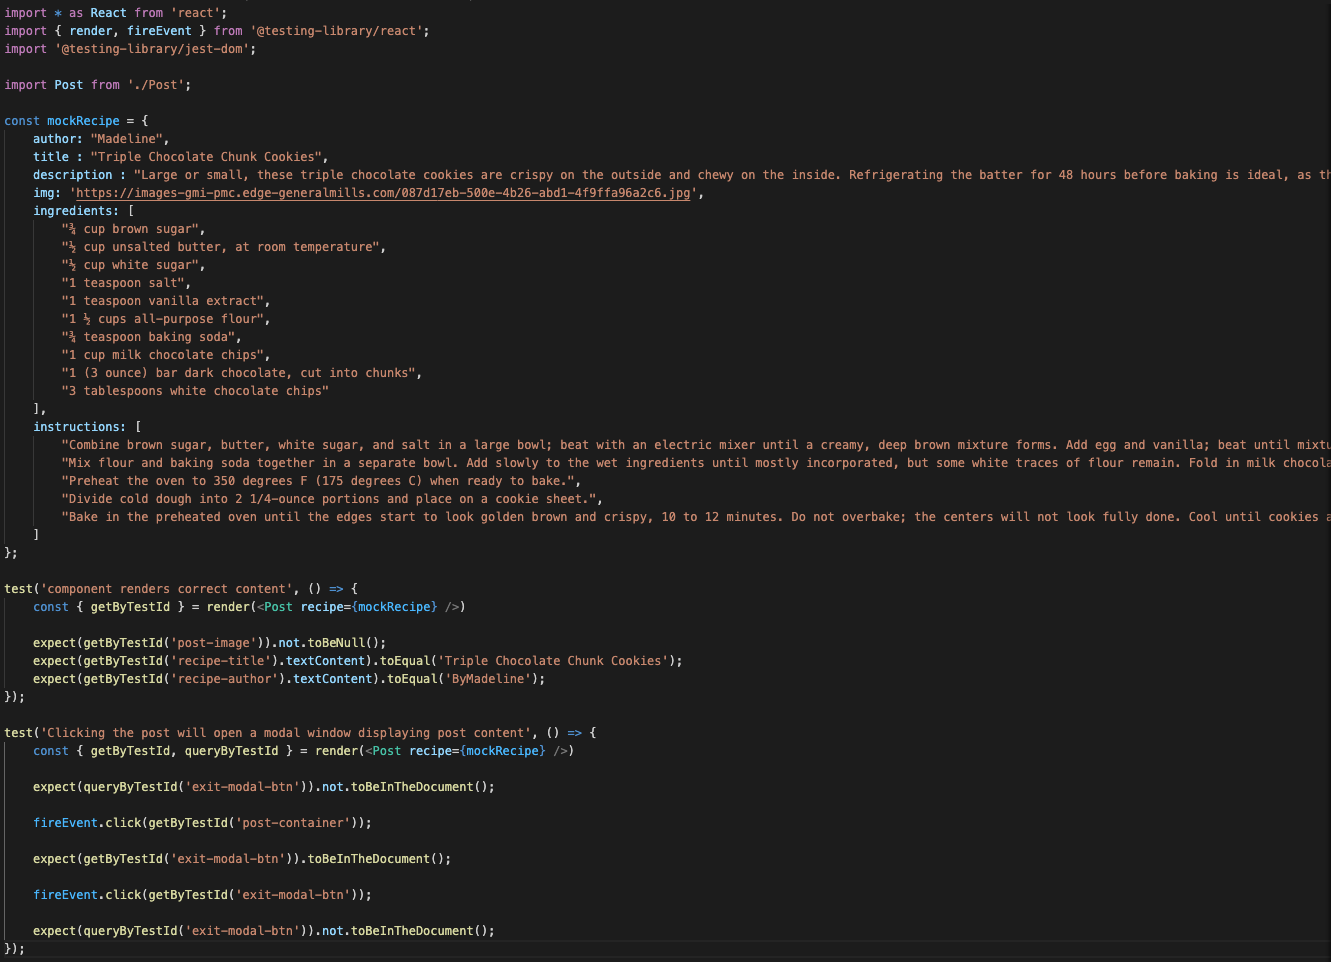 import * as React from 'react';
import { render, fireEvent } from '@testing-library/react';
import '@testing-library/jest-dom';
import Post from './Post';
const mockRecipe = {
author: "Madeline",
title : "Triple Chocolate Chunk Cookies",
description : "Large or small, these triple chocolate cookies are crispy on the outside and chewy on the inside. Refrigerating the batter for 48 hours before baking is ideal, as
img: 'https://images-gmi-pmc.edge-generalmills.com/087d17eb-500e-4b26-abd1-4f9ffa96a2c6.jpg',
ingredients: [
"¾ cup brown sugar",
"½ cup unsalted butter, at room temperature",
"½ cup white sugar",
"1 teaspoon salt",
"1 teaspoon vanilla extract",
"1 ½ cups all-purpose flour",
"¾ teaspoon baking soda",
"1 cup milk chocolate chips",
"1 (3 ounce) bar dark chocolate, cut into chunks",
"3 tablespoons white chocolate chips"
],
instructions: [
"Combine brown sugar, butter, white sugar, and salt in a large bowl; beat with an electric mixer until a creamy, deep brown mixture forms. Add egg and vanilla; beat until
"Mix flour and baking soda together in a separate bowl. Add slowly to the wet ingredients until mostly incorporated, but some white traces of flour remain. Fold in milk
"Preheat the oven to 350 degrees F (175 degrees C) when ready to bake.",
"Divide cold dough into 2 1/4-ounce portions and place on a cookie sheet.",
"Bake in the preheated oven until the edges start to look golden brown and crispy, 10 to 12 minutes. Do not overbake; the centers will not look fully done. Cool until cookies
]
};
test('component renders correct content', () => {
const { getByTestId } = render(<Post recipe={mockRecipe} />)
expect(getByTestId('post-image')).not.toBeNull();
expect(getByTestId('recipe-title').textContent).toEqual('Triple Chocolate Chunk Cookies');
expect(getByTestId('recipe-author').textContent).toEqual('ByMadeline');
});
test('Clicking the post will open a modal window displaying post content', () => {
const { getByTestId, queryByTestId } = render(<Post recipe={mockRecipe} />)
expect(queryByTestId('exit-modal-btn')).not.toBeInTheDocument();
fireEvent.click(getByTestId('post-container'));
expect(getByTestId('exit-modal-btn')).toBeInTheDocument();
fireEvent.click(getByTestId('exit-modal-btn'));
expect(queryByTestId('exit-modal-btn')).not.toBeInTheDocument();
});